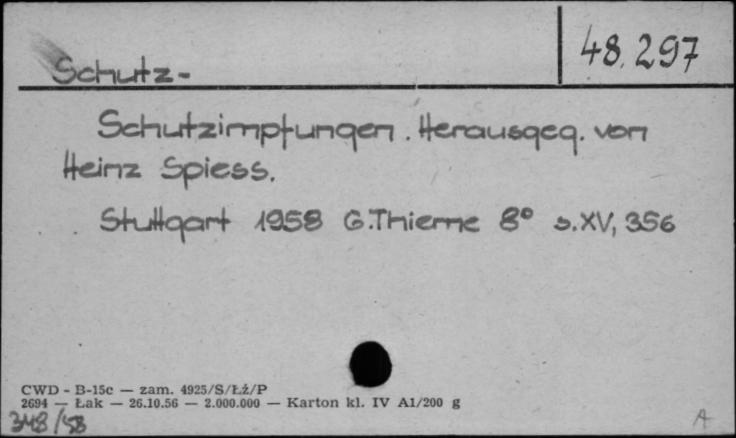 48.297
Schutz-
Schutzimpfungen. Herausgeg. von
Heinz Spiess.
Stuttgart 1958 G. Thieme 8° s. XV, 356
CWD - B-15c — zam. 4925/S/Łż/P
2694 — Łak — 26.10.56 — 2.000.000 — Karton kl. IV A1/200 g
348/58
A